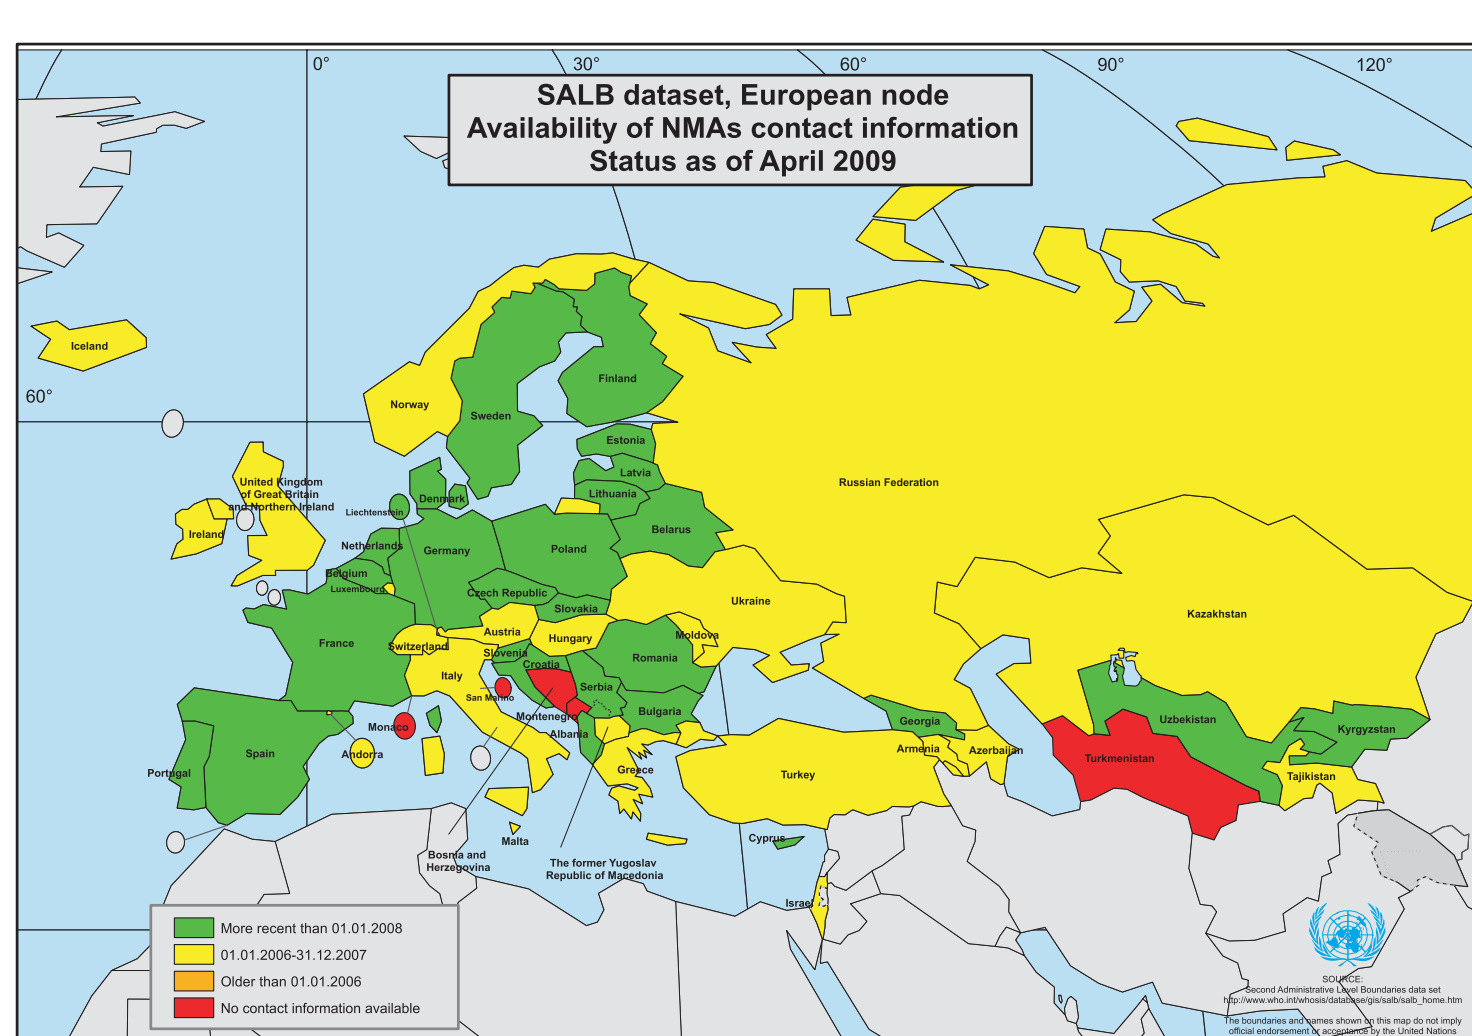 0°
30°
60°
90°
120°
SALB dataset, European node
Availability of NMAs contact information
Status as of April 2009
Iceland
60°
Norway
Sweden
Finland
Estonia
Latvia
Lithuania
Russian Federation
United Kingdom
of Great Britain
and Northern Ireland
Denmark
Liechtenstein
Ireland
Netherlands
Germany
Poland
Belarus
Belgium
Luxembourg
Czech Republic
Slovakia
Ukraine
Kazakhstan
France
Switzerland
Austria
Hungary
Moldova
Slovenia
Croatia
Romania
Italy
San Marino
Serbia
Monaco
Montenegro
Bulgaria
Albania
Georgia
Uzbekistan
Kyrgyzstan
Andorra
Spain
Portugal
Armenia
Azerbaijan
Turkmenistan
Greece
Turkey
Tajikistan
Malta
Cyprus
Bosnia and
Herzegovina
The former Yugoslav
Republic of Macedonia
Israel
More recent than 01.01.2008
01.01.2006-31.12.2007
Older than 01.01.2006
No contact information available
SOURCE:
Second Administrative Level Boundaries data set
http://www.who.int/whosis/database/gis/salb/salb_home.htm
The boundaries and names shown on this map do not imply
official endorsement or acceptance by the United Nations